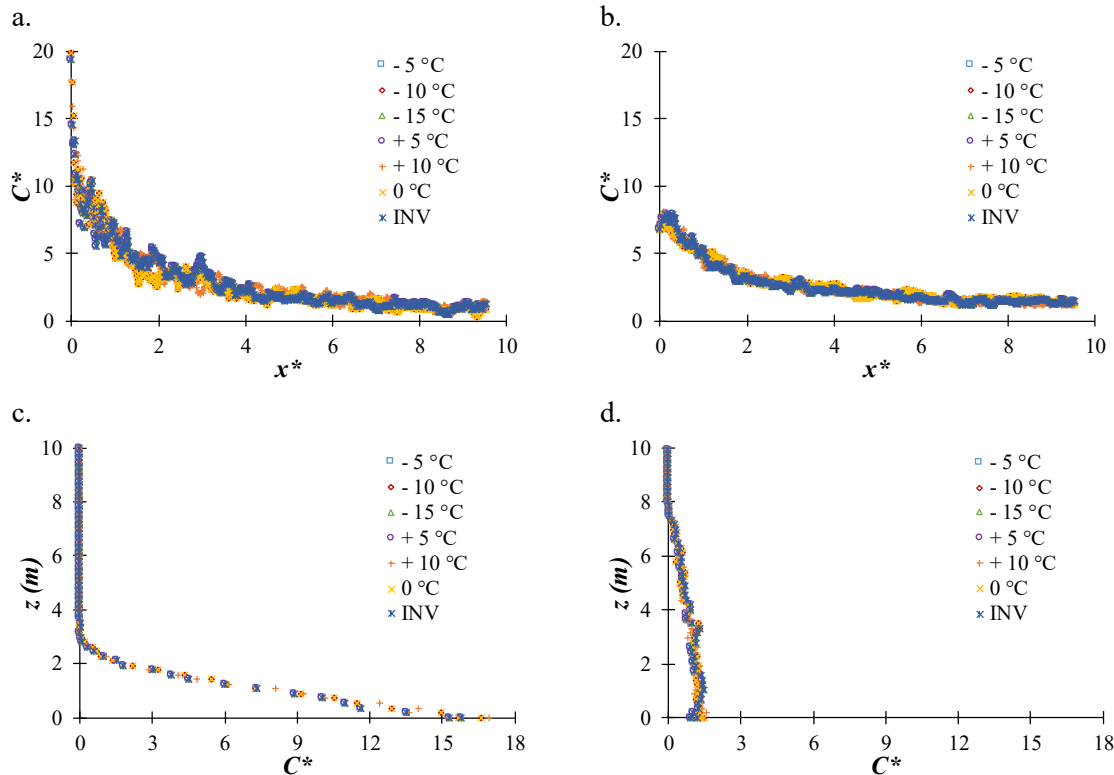 a.
20
15
10
5
0
C*
0 2 4 6 8 10
x*
- 5 °C
- 10 °C
- 15 °C
+ 5 °C
+ 10 °C
0 °C
INV
b.
20
15
10
5
0
C*
0 2 4 6 8 10
x*
- 5 °C
- 10 °C
- 15 °C
+ 5 °C
+ 10 °C
0 °C
INV
c.
10
8
6
4
2
0
z (m)
0 3 6 9 12 15 18
C*
- 5 °C
- 10 °C
- 15 °C
+ 5 °C
+ 10 °C
0 °C
INV
d.
10
8
6
4
2
0
z (m)
0 3 6 9 12 15 18
C*
- 5 °C
- 10 °C
- 15 °C
+ 5 °C
+ 10 °C
0 °C
INV